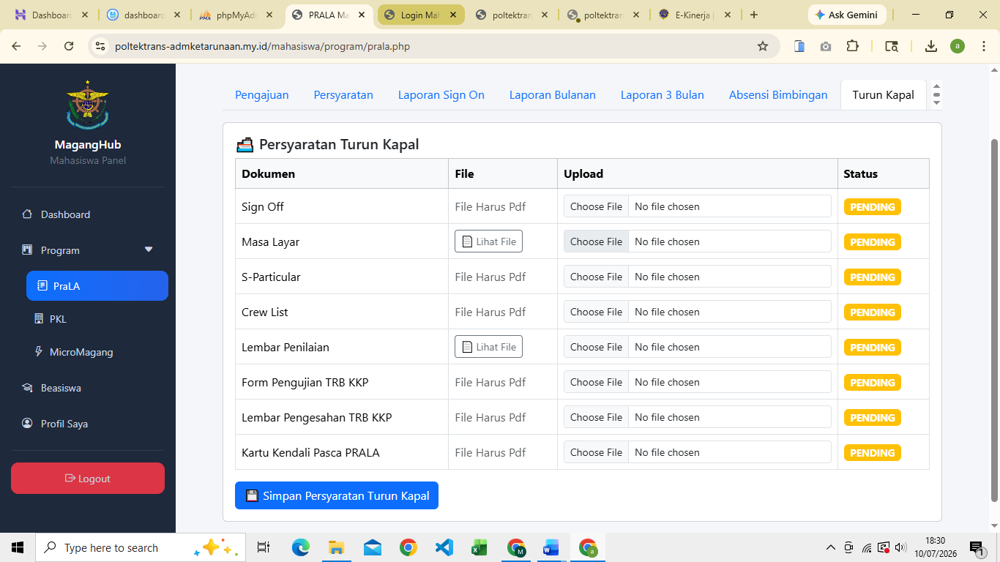 Dashboard
dashboard
phpMyAd
PRALA Ma
Login Mah
poltektran
poltektran
E-Kinerja
Ask Gemini
poltektrans-admketarunaan.my.id/mahasiswa/program/prala.php
a
MagangHub
Mahasiswa Panel
Dashboard
Program
PraLA
PKL
MicroMagang
Beasiswa
Profil Saya
Logout
Pengajuan Persyaratan Laporan Sign On Laporan Bulanan Laporan 3 Bulan Absensi Bimbingan Turun Kapal
Persyaratan Turun Kapal
Dokumen File Upload Status
Sign Off File Harus Pdf Choose File No file chosen PENDING
Masa Layar Lihat File Choose File No file chosen PENDING
S-Particular File Harus Pdf Choose File No file chosen PENDING
Crew List File Harus Pdf Choose File No file chosen PENDING
Lembar Penilaian Lihat File Choose File No file chosen PENDING
Form Pengujian TRB KKP File Harus Pdf Choose File No file chosen PENDING
Lembar Pengesahan TRB KKP File Harus Pdf Choose File No file chosen PENDING
Kartu Kendali Pasca PRALA File Harus Pdf Choose File No file chosen PENDING
Simpan Persyaratan Turun Kapal
Type here to search
18:30
10/07/2026
1